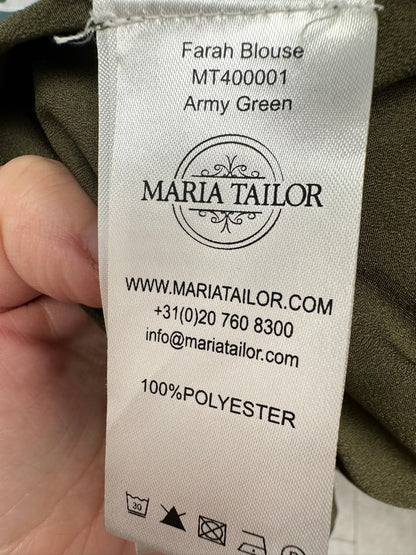 Farah Blouse
MT400001
Army Green
MARIA TAILOR
WWW.MARIATAILOR.COM
+31(0)20 760 8300
info@mariatailor.com
100%POLYESTER
30
P